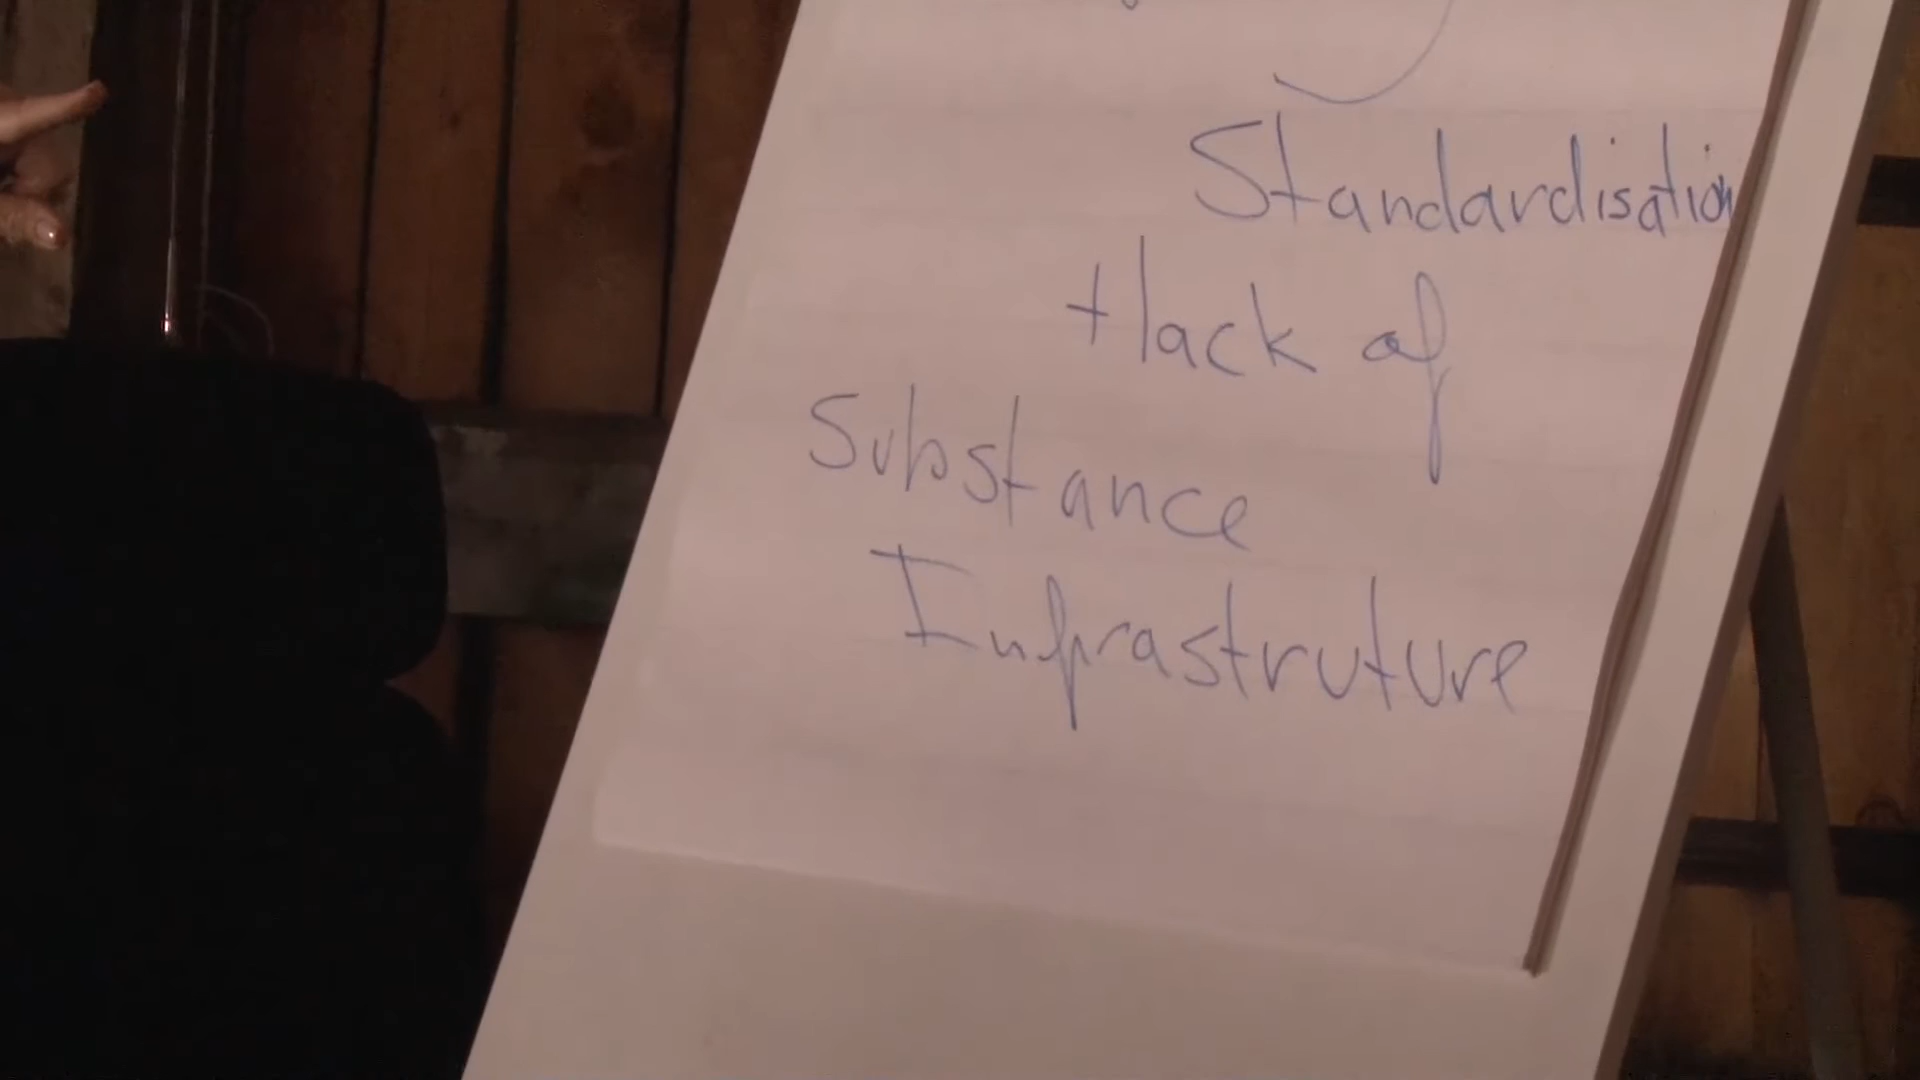 Standardisation
+ lack of
Substance
Infrastruture